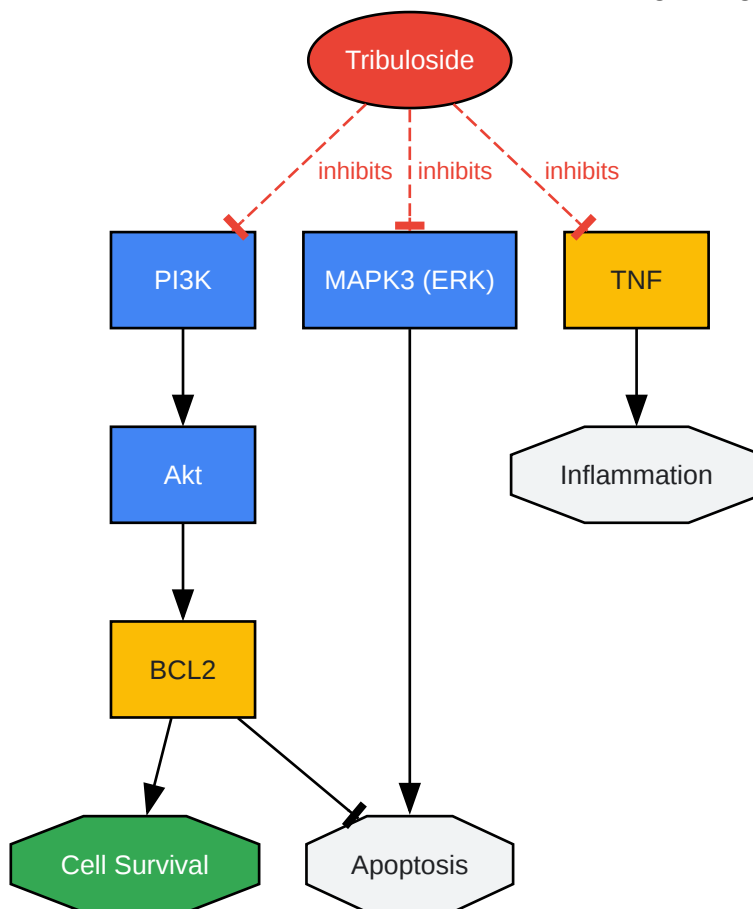 Tribuloside
inhibits
inhibits
inhibits
PI3K
MAPK3 (ERK)
TNF
Akt
Inflammation
BCL2
Cell Survival
Apoptosis